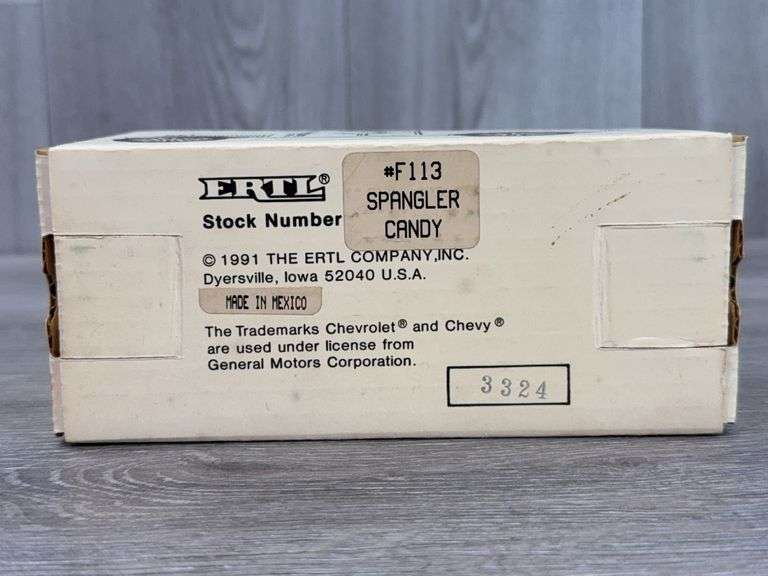 ERTL®
Stock Number
#F113
SPANGLER
CANDY
© 1991 THE ERTL COMPANY,INC.
Dyersville, Iowa 52040 U.S.A.
MADE IN MEXICO
The Trademarks Chevrolet® and Chevy®
are used under license from
General Motors Corporation.
3324